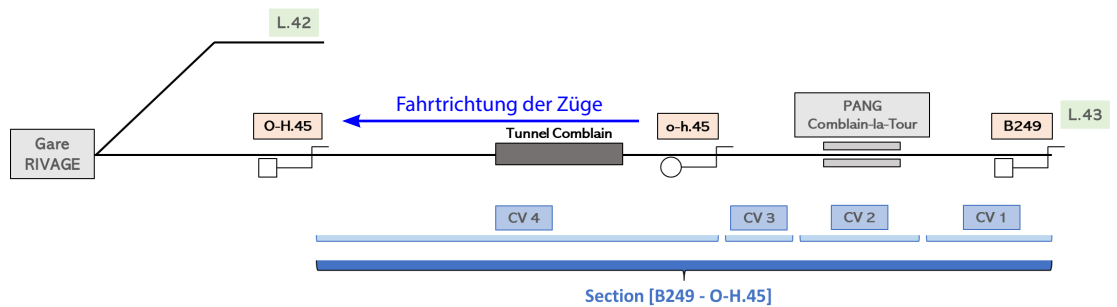 L.42
Fahrtrichtung der Züge
O-H.45
Tunnel Comblain
o-h.45
PANG
Comblain-la-Tour
B249
L.43
Gare
RIVAGE
CV 4
CV 3
CV 2
CV 1
Section [B249 - O-H.45]